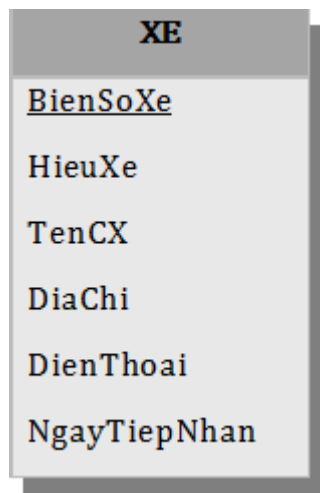 XE
BienSoXe
HieuXe
TenCX
DiaChi
DienThoai
NgayTiepNhan